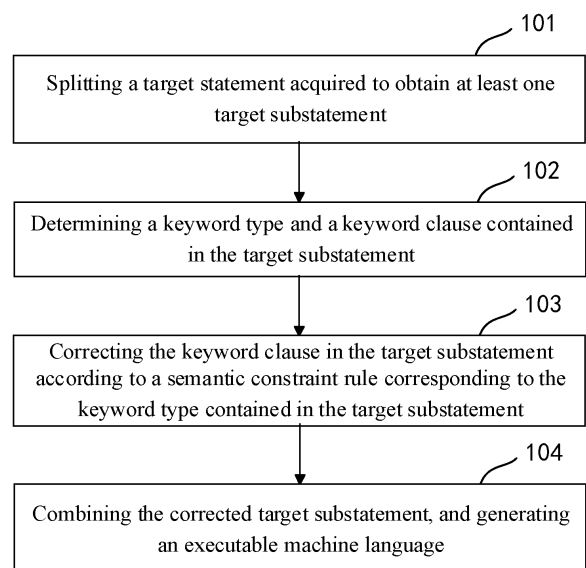 101
Splitting a target statement acquired to obtain at least one
target substatement
102
Determining a keyword type and a keyword clause contained
in the target substatement
103
Correcting the keyword clause in the target substatement
according to a semantic constraint rule corresponding to the
keyword type contained in the target substatement
104
Combining the corrected target substatement, and generating
an executable machine language